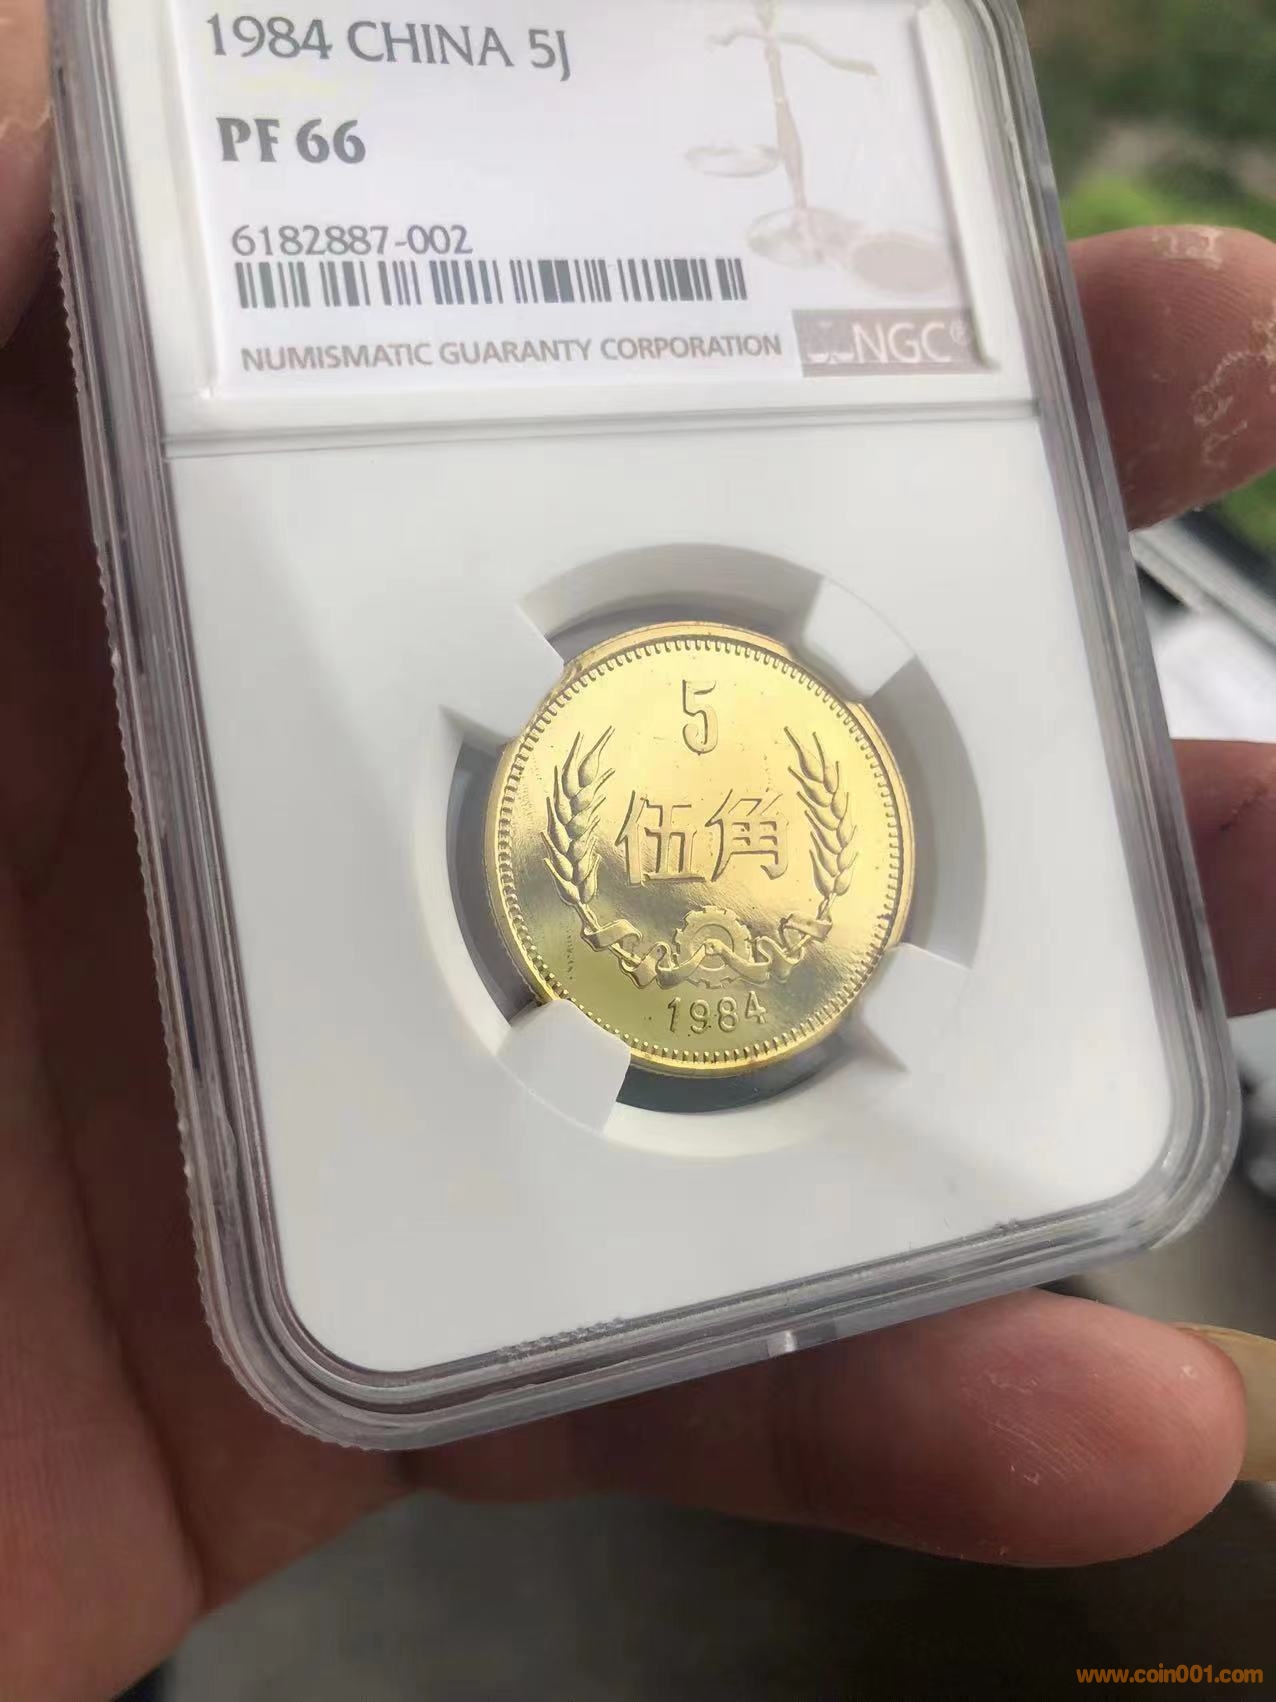 1984 CHINA 5J
PF 66
6182887-002
NUMISMATIC GUARANTY CORPORATION
NGC®
5
伍角
1984
www.coin001.com